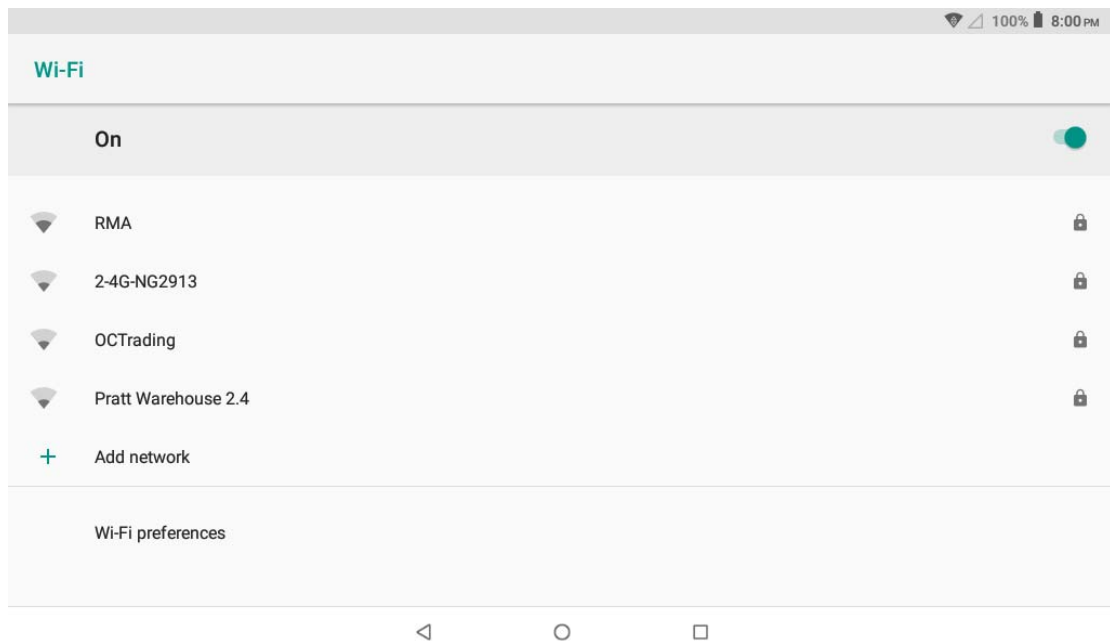 100% 8:00 PM
Wi-Fi
On
RMA
2-4G-NG2913
OCTrading
Pratt Warehouse 2.4
Add network
Wi-Fi preferences